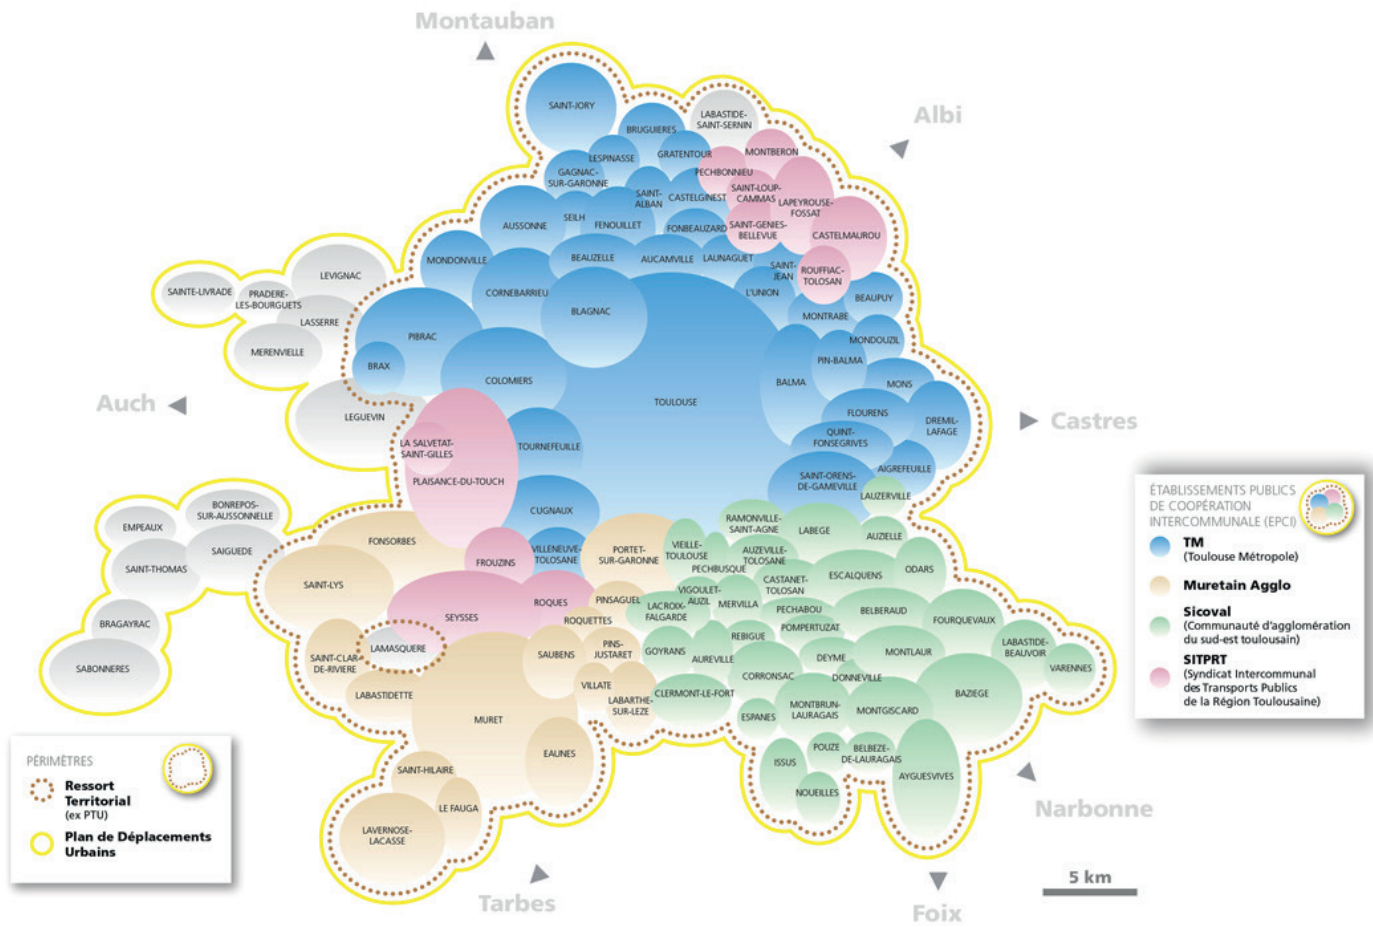 Montauban
Albi
SAINT-JORY
LABASTIDE-
SAINT-SERNIN
BRUGUIERES
GRATENTOUR
MONTBERON
LESPINASSE
PECHBONNIEU
GAGNAC-
SUR-GARONNE
SAINT-
ALBAN
CASTELGINEST
SAINT-LOUP-
CAMMAS
LAPEYROUSE-
FOSSAT
AUSSONNE
SEILH
FENOUILLET
FONBEAUZARD
SAINT-GENIES-
BELLEVUE
CASTELMAUROU
MONDONVILLE
BEAUZELLE
AUCAMVILLE
LAUNAGUET
SAINT-
JEAN
ROUFFIAC-
TOLOSAN
LEVIGNAC
SAINTE-LIVRADE
PRADERE-
LES-BOURGUETS
CORNEBARRIEU
L'UNION
BEAUPUY
LASSERRE
BLAGNAC
MONTRABE
MERENVIELLE
PIBRAC
MONDOUZIL
BRAX
PIN-BALMA
COLOMIERS
BALMA
MONS
Auch
LEGUEVIN
TOULOUSE
FLOURENS
DREMIL-
LAFAGE
Castres
LA SALVETAT-
SAINT-GILLES
TOURNEFEUILLE
QUINT-
FONSEGRIVES
PLAISANCE-DU-TOUCH
SAINT-ORENS-
DE-GAMEVILLE
AIGREFEUILLE
LAUZERVILLE
BONREPOS-
SUR-AUSSONNELLE
EMPEAUX
CUGNAUX
RAMONVILLE-
SAINT-AGNE
LABEGE
AUZIELLE
FONSORBES
SAIGUEDE
SAINT-THOMAS
FROUZINS
VILLENEUVE-
TOLOSANE
PORTET-
SUR-GARONNE
VIEILLE-
TOULOUSE
PECHBUSQUE
AUZEVILLE-
TOLOSANE
ESCALQUENS
ODARS
SAINT-LYS
CASTANET-
TOLOSAN
VIGOULET-
AUZIL
MERVILLA
PINSAGUEL
ROQUES
LACROIX-
FALGARDE
PECHABOU
BELBERAUD
FOURQUEVAUX
BRAGAYRAC
SEYSSES
ROQUETTES
REBIGUE
POMPERTUZAT
LABASTIDE-
BEAUVOIR
SABONNERES
SAINT-CLAR-
DE-RIVIERE
LAMASQUERE
SAUBENS
PINS-
JUSTARET
GOYRANS
AUREVILLE
DEYME
MONTLAUR
VARENNES
CORRONSAC
DONNEVILLE
LABASTIDETTE
VILLATE
LABARTHE-
SUR-LEZE
CLERMONT-LE-FORT
BAZIEGE
MURET
ESPANES
MONTBRUN-
LAURAGAIS
MONTGISCARD
EAUNES
ISSUS
POUZE
BELBEZE-
DE-LAURAGAIS
AYGUESVIVES
SAINT-HILAIRE
NOUEILLES
LE FAUGA
LAVERNOSE-
LACASSE
Narbonne
Tarbes
Foix
5 km
ÉTABLISSEMENTS PUBLICS
DE COOPÉRATION
INTERCOMMUNALE (EPCI)
TM
(Toulouse Métropole)
Muretain Agglo
Sicoval
(Communauté d'agglomération
du sud-est toulousain)
SITPRT
(Syndicat Intercommunal
des Transports Publics
de la Région Toulousaine)
PÉRIMÈTRES
Ressort
Territorial
(ex PTU)
Plan de Déplacements
Urbains